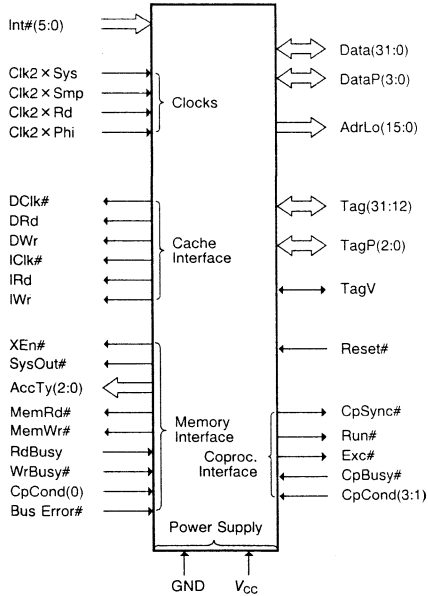 Int#(5:0)
Clk2×Sys
Clk2×Smp
Clk2×Rd
Clk2×Phi
Clocks
DClk#
DRd
DWr
IClk#
IRd
IWr
Cache
Interface
XEn#
SysOut#
AccTy(2:0)
MemRd#
MemWr#
RdBusy
WrBusy#
CpCond(0)
Bus Error#
Memory
Interface
Data(31:0)
DataP(3:0)
AdrLo(15:0)
Tag(31:12)
TagP(2:0)
TagV
Reset#
Coproc.
Interface
CpSync#
Run#
Exc#
CpBusy#
CpCond(3:1)
Power Supply
GND
VCC